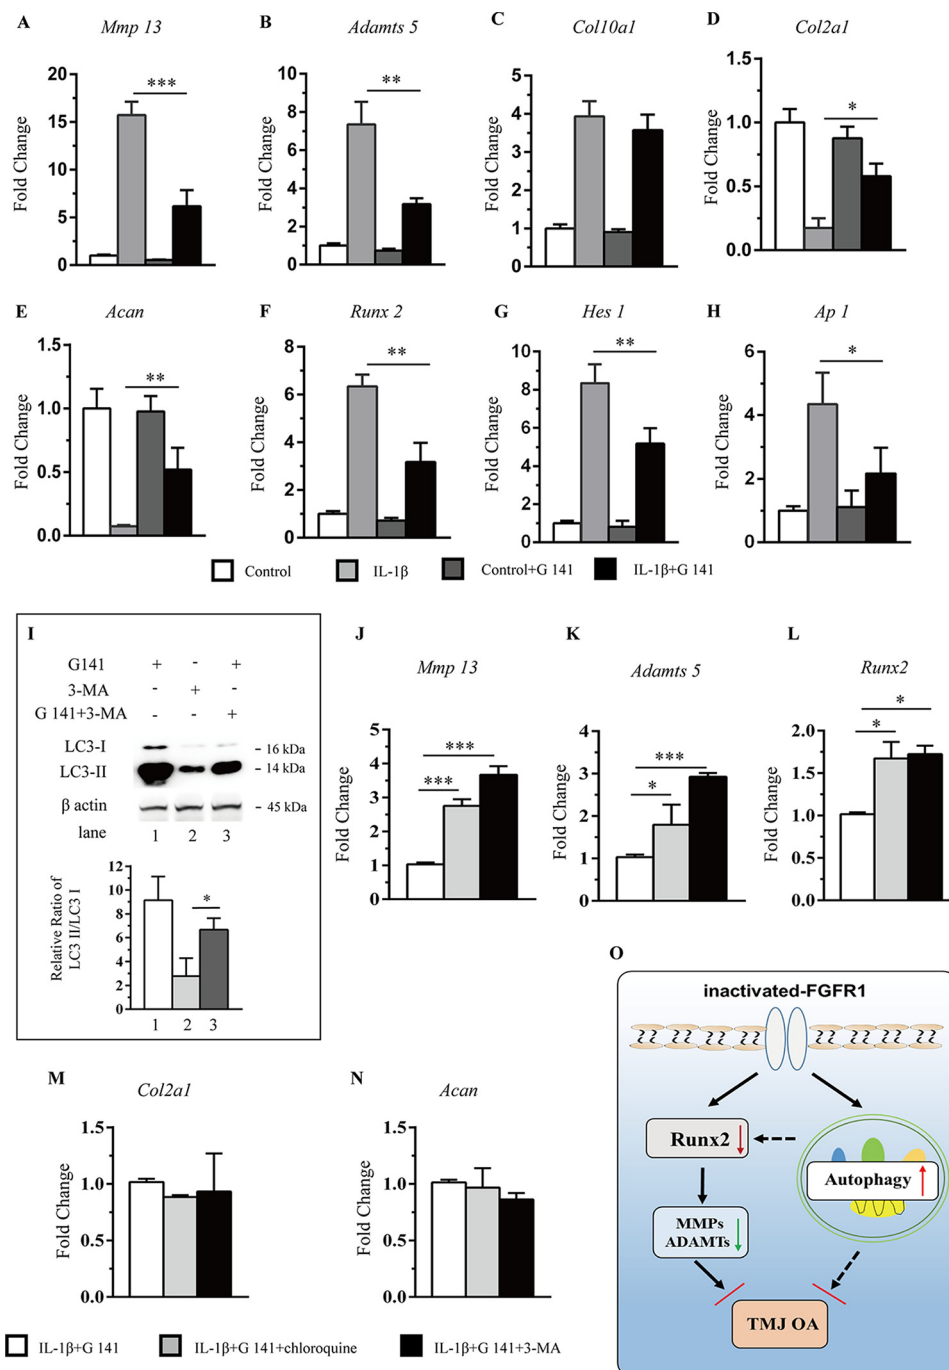 A
Mmp 13
Fold Change
20
15
10
5
0
***
B
Adamts 5
Fold Change
10
8
6
4
2
0
**
C
Col10a1
Fold Change
5
4
3
2
1
0
D
Col2a1
Fold Change
1.5
1.0
0.5
0.0
*
E
Acan
Fold Change
1.5
1.0
0.5
0.0
**
F
Runx 2
Fold Change
8
6
4
2
0
**
G
Hes 1
Fold Change
10
8
6
4
2
0
**
H
Ap 1
Fold Change
6
4
2
0
*
Control
IL-1β
Control+G 141
IL-1β+G 141
I
G141 + - +
3-MA - + -
G 141+3-MA - - +
LC3-I - 16 kDa
LC3-II - 14 kDa
β actin - 45 kDa
lane 1 2 3
Relative Ratio of
LC3 II/LC3 I
12
10
8
6
4
2
0
*
1 2 3
J
Mmp 13
Fold Change
5
4
3
2
1
0
***
***
K
Adamts 5
Fold Change
4
3
2
1
0
***
*
L
Runx2
Fold Change
2.0
1.5
1.0
0.5
0.0
*
*
M
Col2a1
Fold Change
1.5
1.0
0.5
0.0
N
Acan
Fold Change
1.5
1.0
0.5
0.0
IL-1β+G 141
IL-1β+G 141+chloroquine
IL-1β+G 141+3-MA
O
inactivated-FGFR1
Runx2
Autophagy
MMPs
ADAMTs
TMJ OA